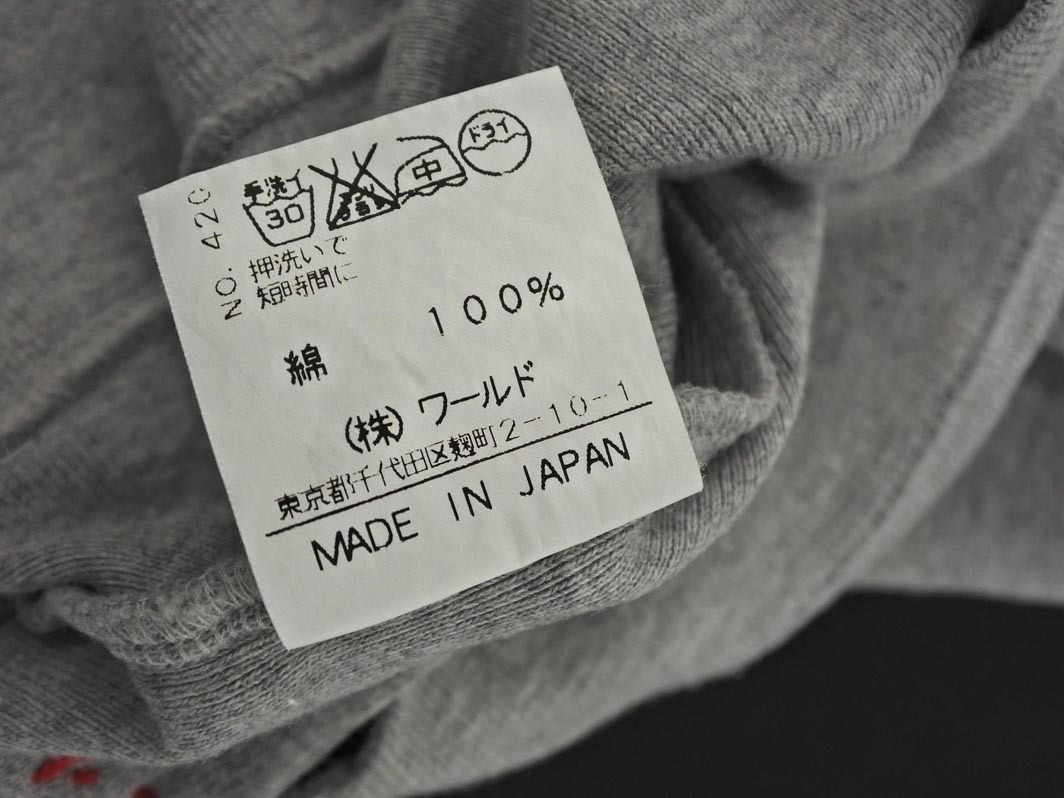 手洗イ
30
中
ドライ
NO. 420
押洗いで
短時間に
綿 100%
(株) ワールド
東京都千代田区麹町2-10-1
MADE IN JAPAN